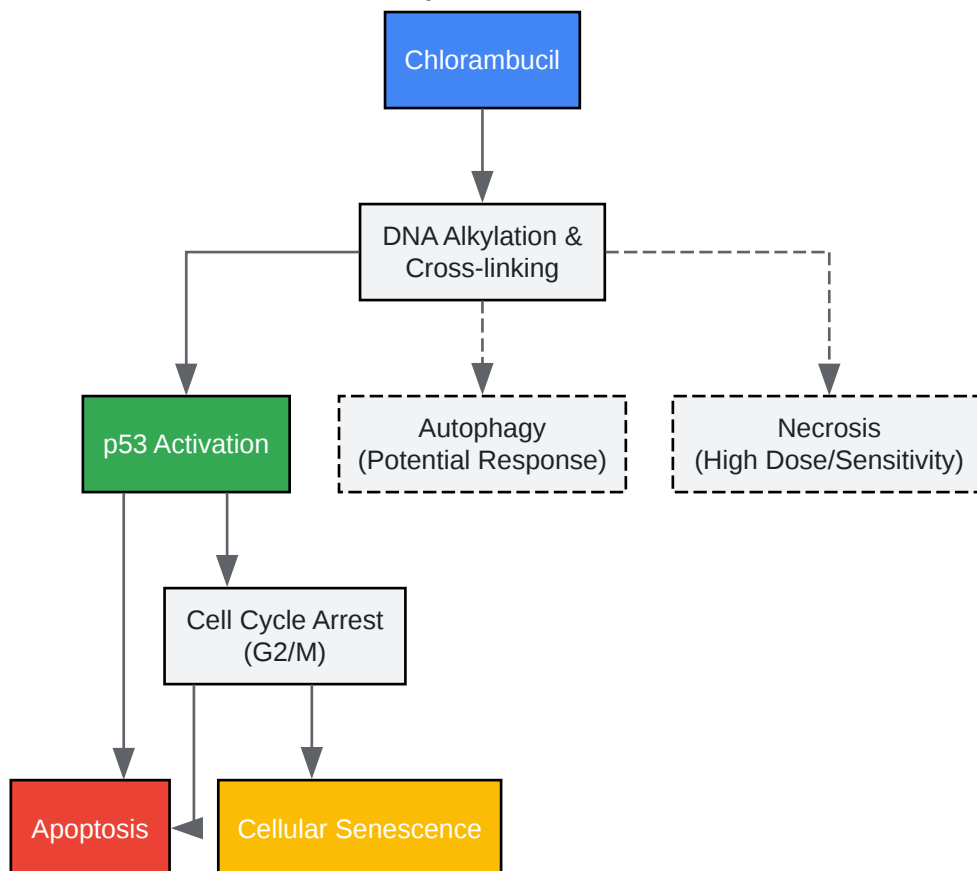 Chlorambucil
DNA Alkylation &
Cross-linking
p53 Activation
Autophagy
(Potential Response)
Necrosis
(High Dose/Sensitivity)
Cell Cycle Arrest
(G2/M)
Apoptosis
Cellular Senescence